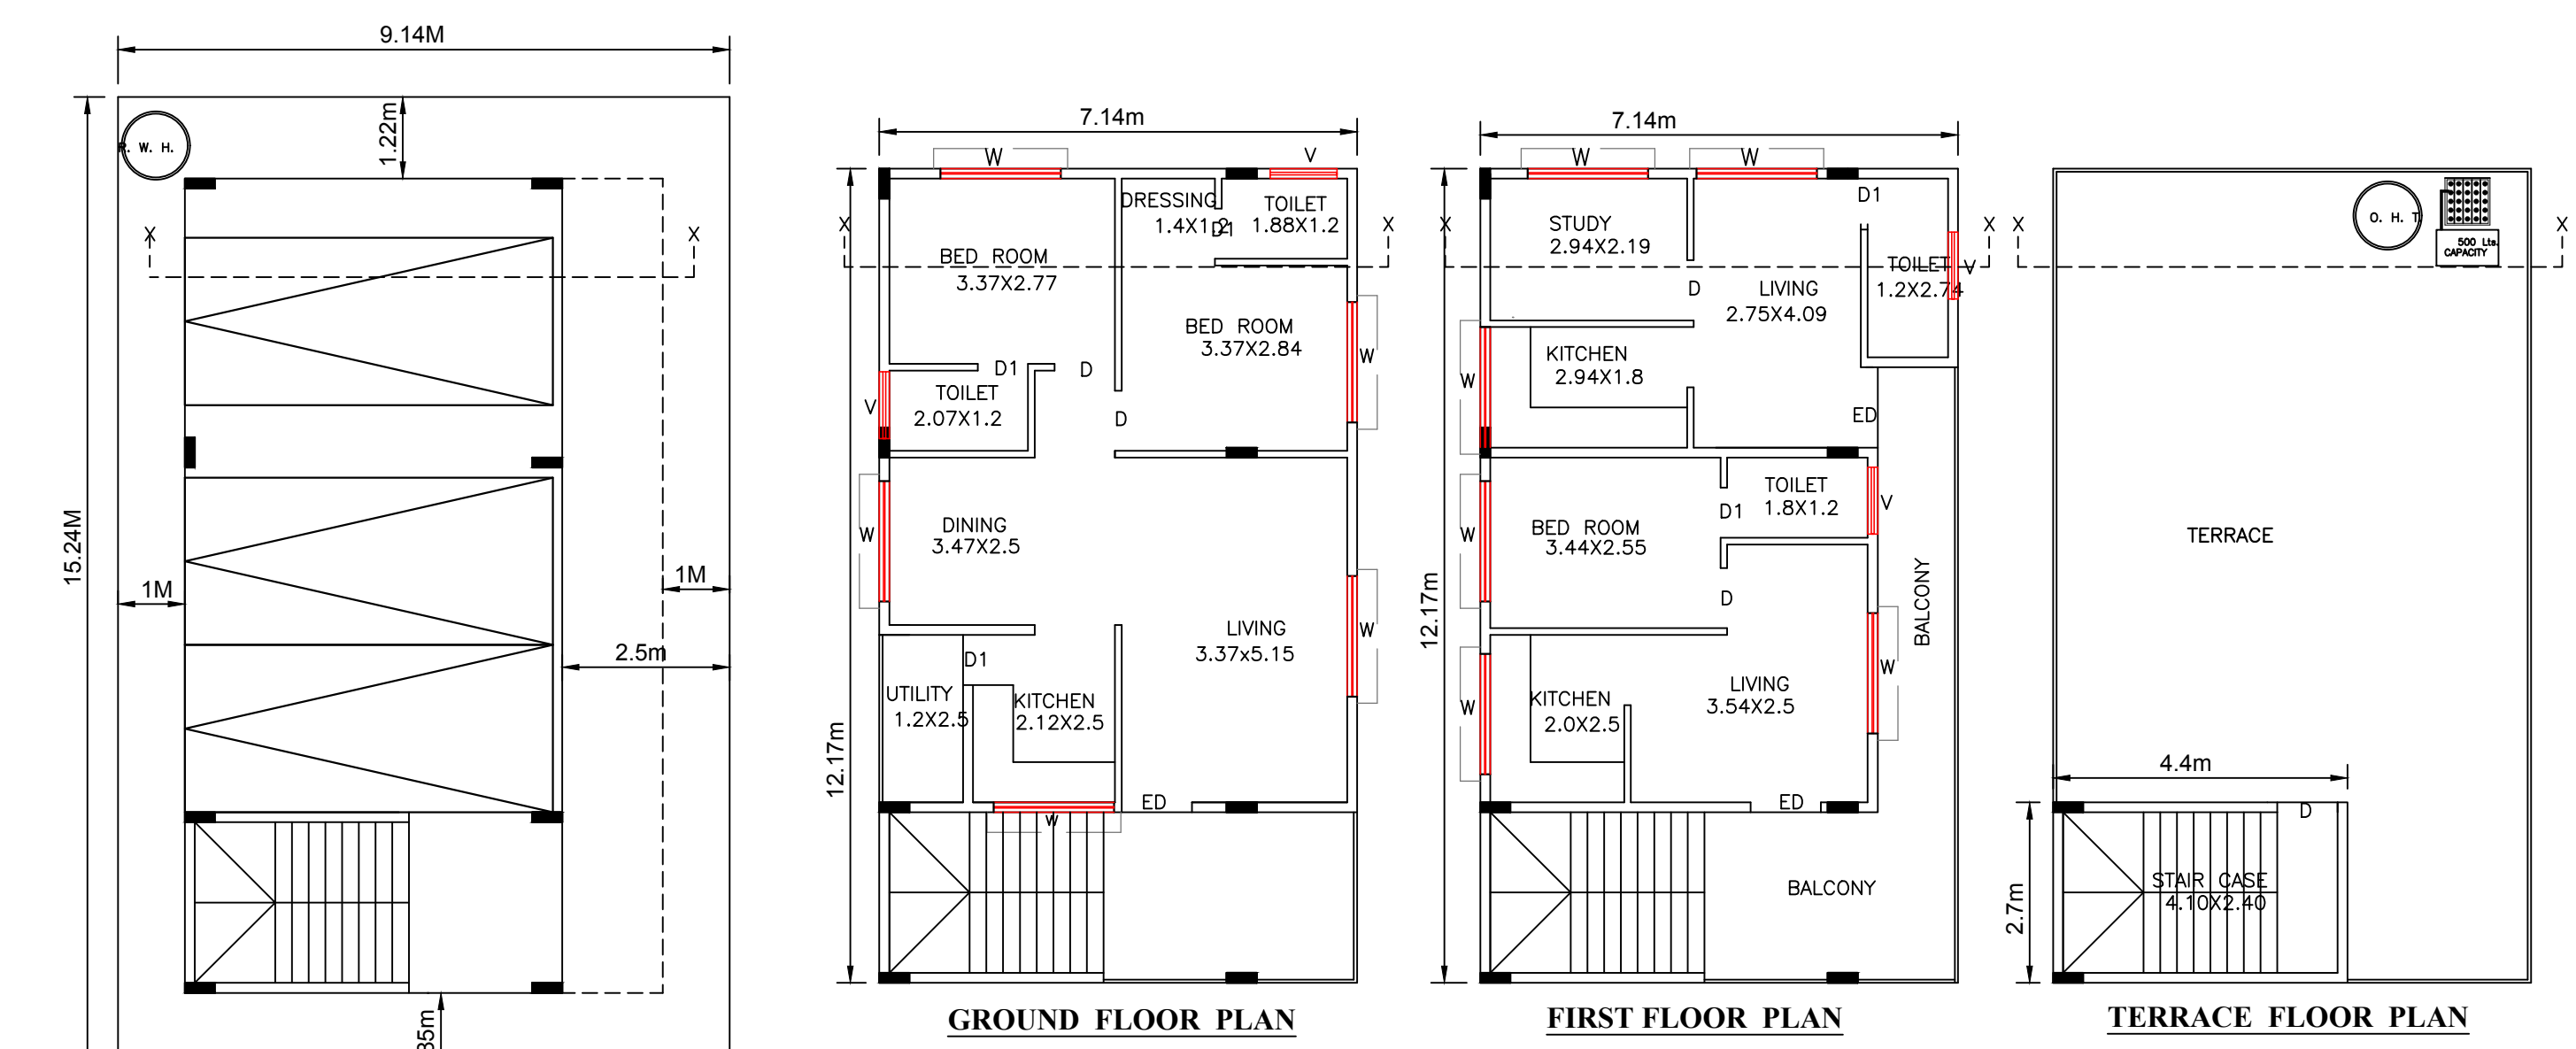 9.14M
1.22m
R. W. H.
X
X
15.24M
1M
1M
2.5m
7.14m
W
V
DRESSING
1.4X1.2
D1
TOILET
1.88X1.2
X
X
BED ROOM
3.37X2.77
BED ROOM
3.37X2.84
W
D1
D
TOILET
2.07X1.2
V
D
DINING
3.47X2.5
W
LIVING
3.37x5.15
W
D1
UTILITY
1.2X2.5
KITCHEN
2.12X2.5
12.17m
ED
W
GROUND FLOOR PLAN
7.14m
W
W
D1
STUDY
2.94X2.19
X
X
TOILET
1.2X2.74
V
D
LIVING
2.75X4.09
KITCHEN
2.94X1.8
W
ED
TOILET
1.8X1.2
V
D1
BED ROOM
3.44X2.55
W
D
BALCONY
12.17m
LIVING
3.54X2.5
W
KITCHEN
2.0X2.5
W
ED
BALCONY
FIRST FLOOR PLAN
X
X
O. H. T
500 Lts.
CAPACITY
TERRACE
4.4m
D
2.7m
STAIR CASE
4.10X2.40
TERRACE FLOOR PLAN